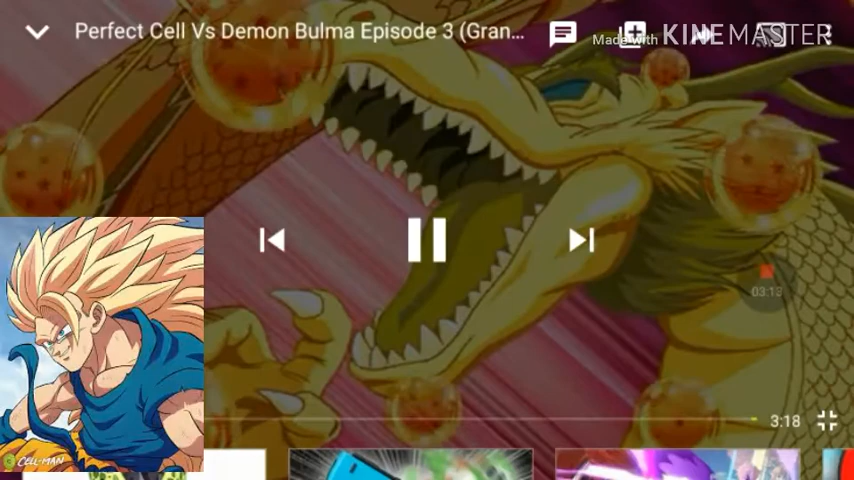 Perfect Cell Vs Demon Bulma Episode 3 (Gran...
Made with KINEMASTER
03:13
3:18
CELL-MAN